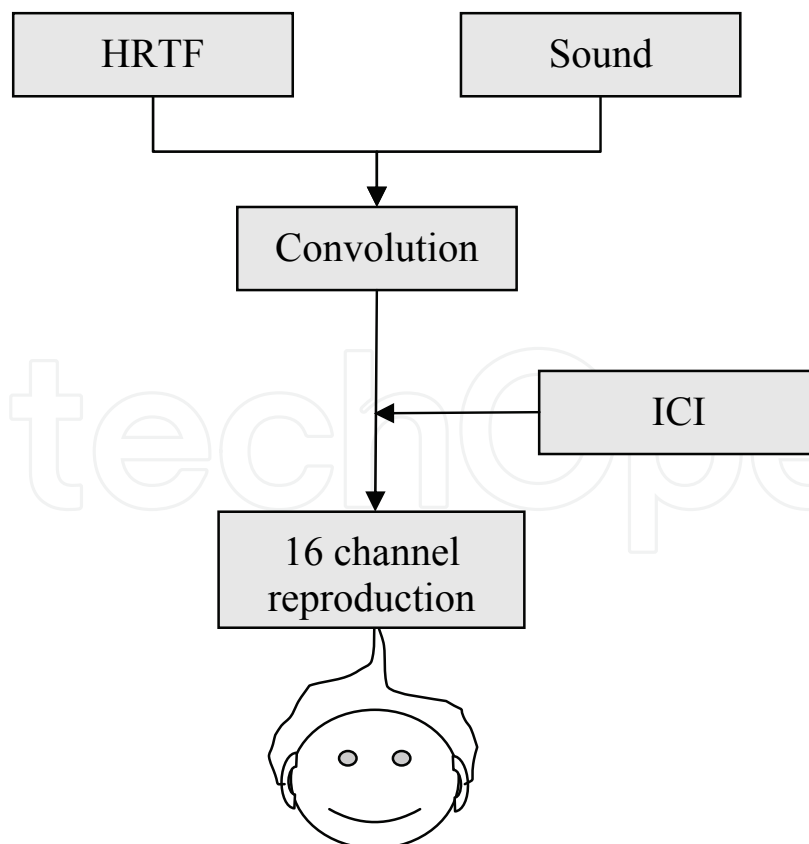 HRTF
Sound
Convolution
ICI
16 channel
reproduction